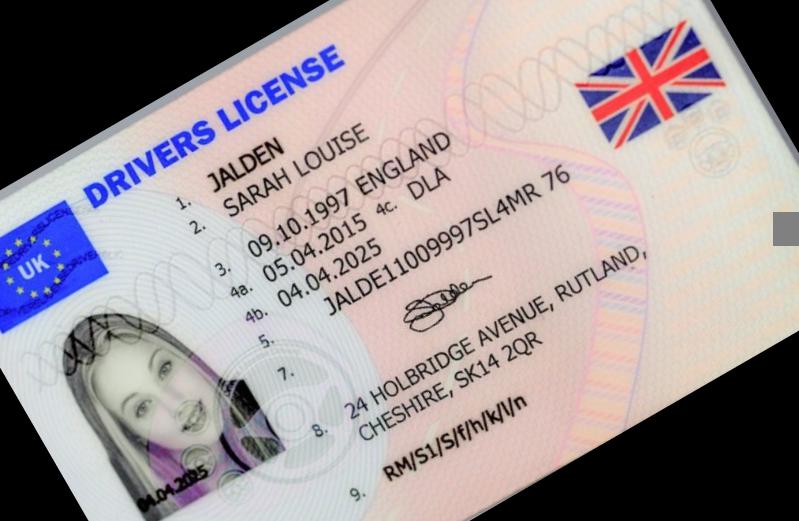 DRIVERS LICENSE
UK
1. JALDEN
2. SARAH LOUISE
3. 09.10.1997 ENGLAND
4a. 05.04.2015 4c. DLA
4b. 04.04.2025
5. JALDE11009997SL4MR 76
7.
8. 24 HOLBRIDGE AVENUE, RUTLAND,
CHESHIRE, SK14 2QR
9. RM/S1/S/f/h/k/l/n
04.04.2025